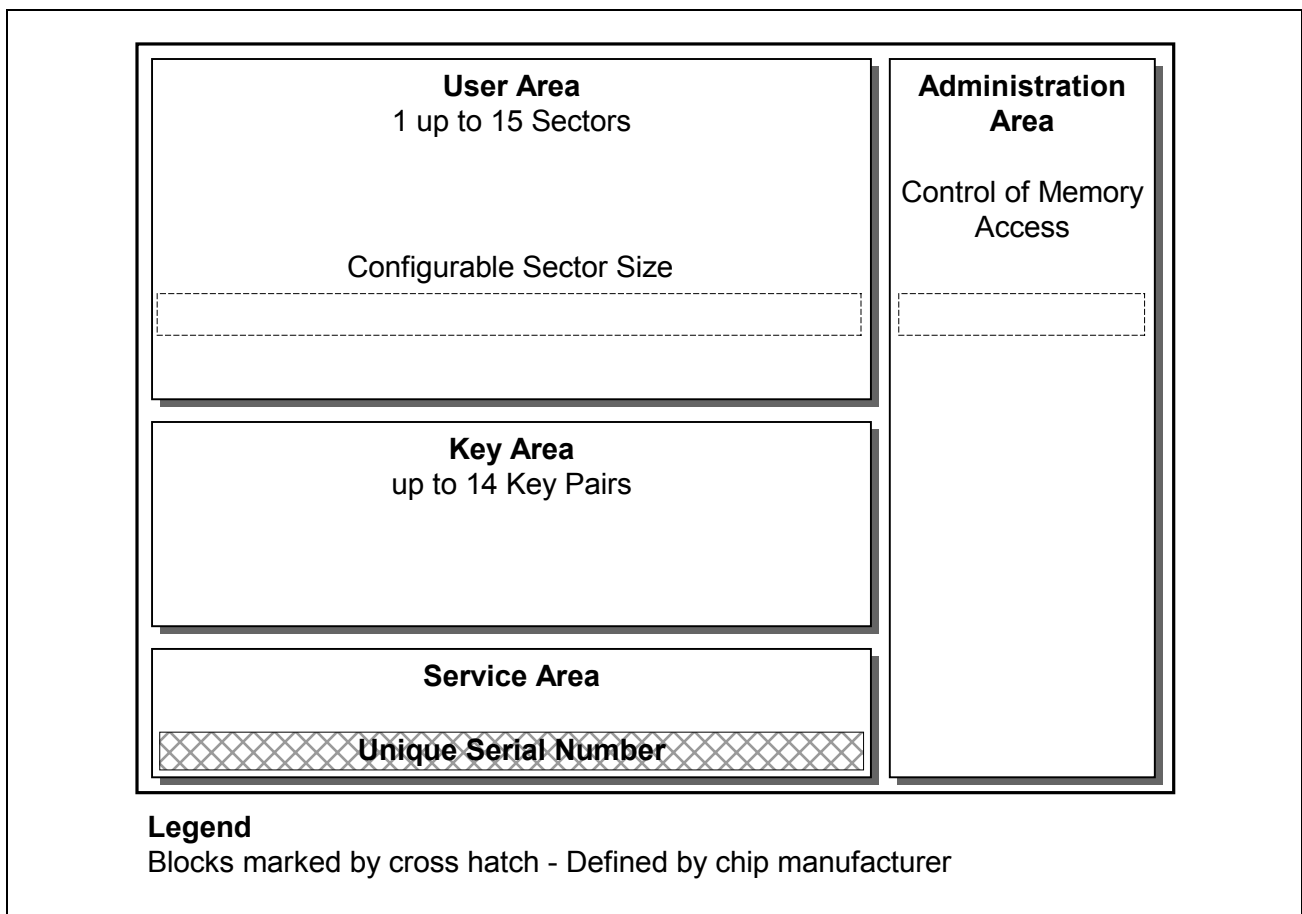 User Area
1 up to 15 Sectors
Configurable Sector Size
Administration
Area
Control of Memory
Access
Key Area
up to 14 Key Pairs
Service Area
Unique Serial Number
Legend
Blocks marked by cross hatch - Defined by chip manufacturer